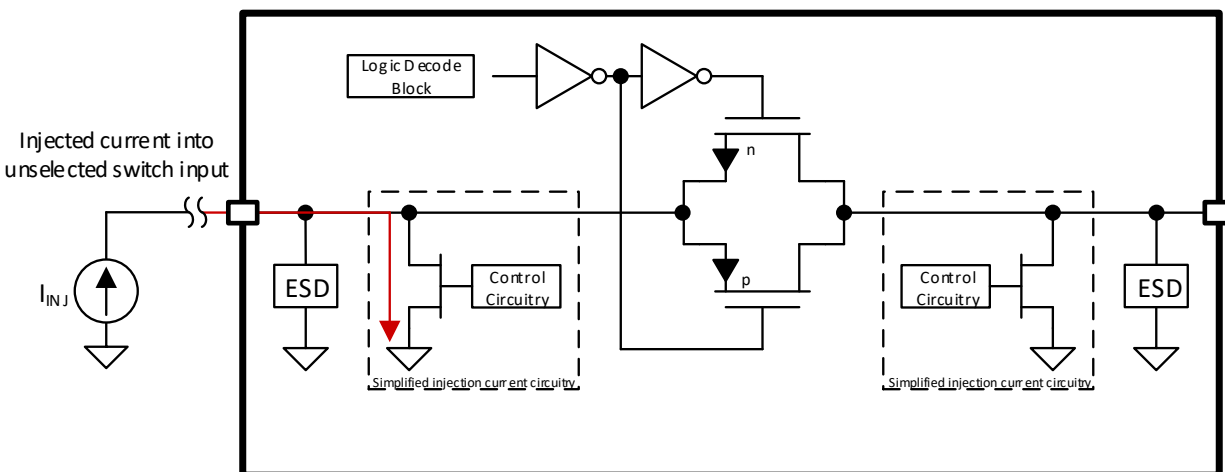 Logic Decode
Block
Injected current into
unselected switch input
n
p
ESD
Control
Circuitry
Control
Circuitry
ESD
IINJ
Simplified injection current circuitry
Simplified injection current circuitry